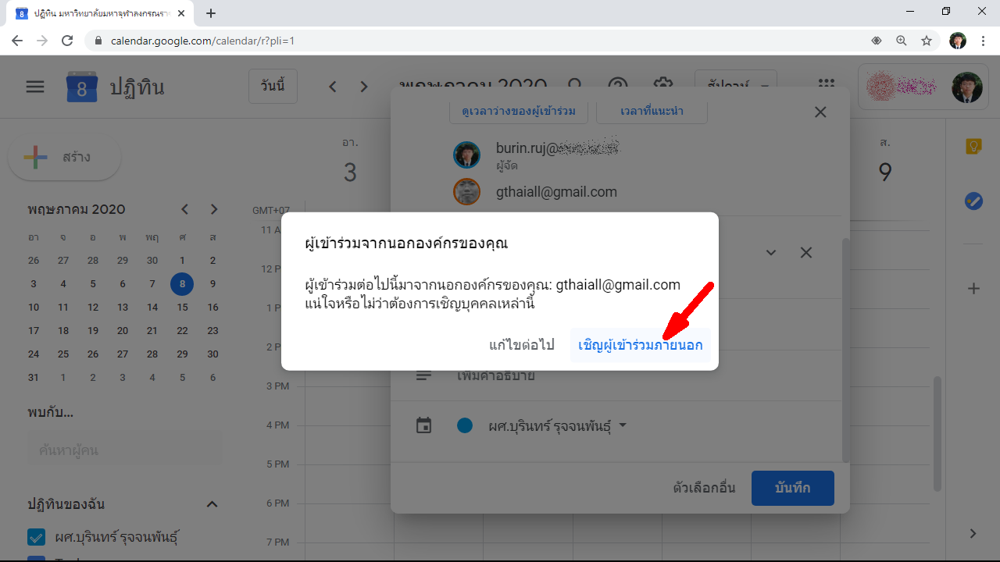 ปฏิทิน มหาวิทยาลัยมหาจุฬาลงกรณรา
calendar.google.com/calendar/r?pli=1
8
ปฏิทิน
วันนี้
พฤษภาคม 2020
สัปดาห์
สร้าง
พฤษภาคม 2020
อา จ อ พ พฤ ศ ส
26 27 28 29 30 1 2
3 4 5 6 7 8 9
10 11 12 13 14 15 16
17 18 19 20 21 22 23
24 25 26 27 28 29 30
31 1 2 3 4 5 6
พบกับ...
ค้นหาผู้คน
ปฏิทินของฉัน
ผศ.บุรินทร์ รุจจนพันธุ์
อา.
3
ส.
9
GMT+07
11 A
12 P
1 P
2 P
3 PM
4 PM
5 PM
6 PM
7 PM
ดูเวลาว่างของผู้เข้าร่วม
เวลาที่แนะนำ
burin.ruj@
ผู้จัด
gthaiall@gmail.com
ผู้เข้าร่วมจากนอกองค์กรของคุณ
ผู้เข้าร่วมต่อไปนี้มาจากนอกองค์กรของคุณ: gthaiall@gmail.com
แน่ใจหรือไม่ว่าต้องการเชิญบุคคลเหล่านี้
แก้ไขต่อไป
เชิญผู้เข้าร่วมภายนอก
เพิ่มคำอธิบาย
ผศ.บุรินทร์ รุจจนพันธุ์
ตัวเลือกอื่น
บันทึก